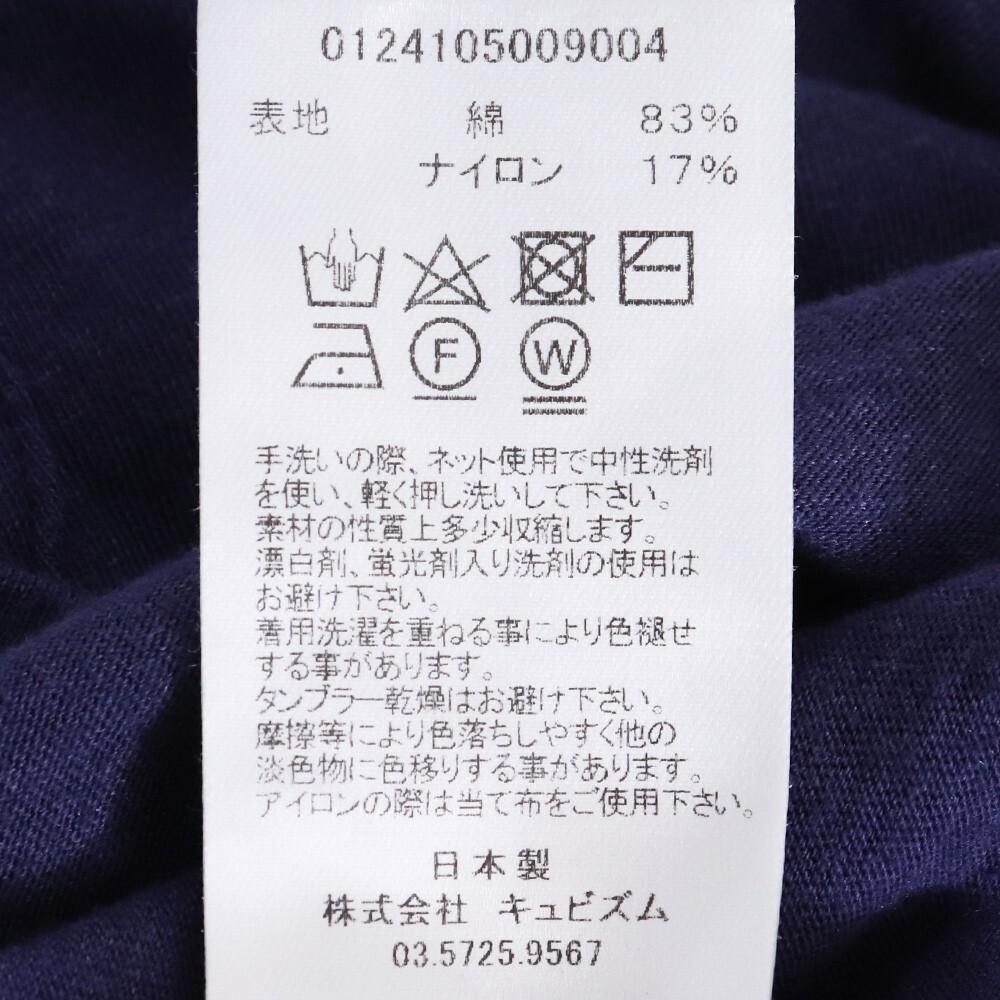 0124105009004
表地 綿 83%
ナイロン 17%
F W
手洗いの際、ネット使用で中性洗剤
を使い、軽く押し洗いして下さい。
素材の性質上多少収縮します。
漂白剤、蛍光剤入り洗剤の使用は
お避け下さい。
着用洗濯を重ねる事により色褪せ
する事があります。
タンブラー乾燥はお避け下さい。
摩擦等により色落ちしやすく他の
淡色物に色移りする事があります。
アイロンの際は当て布をご使用下さい。
日本製
株式会社 キュビズム
03.5725.9567